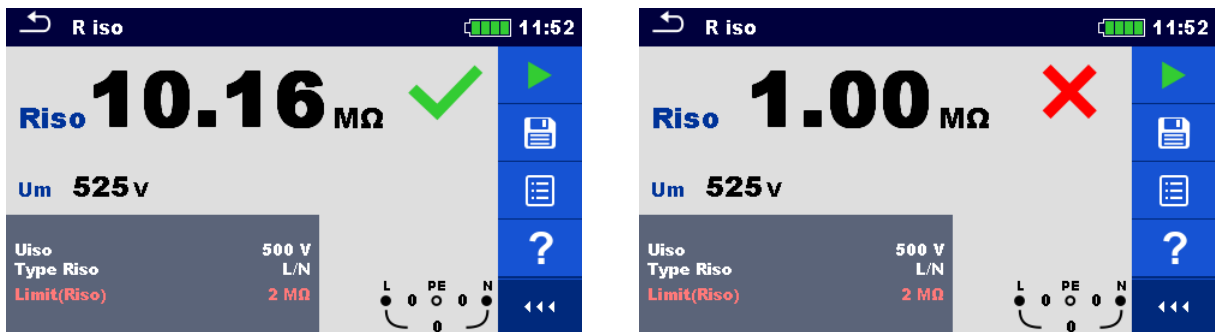 R iso 11:52
Riso 10.16 MΩ
Um 525 V
Uiso 500 V
Type Riso L/N
Limit(Riso) 2 MΩ
L PE N
0 0
0
?
R iso 11:52
Riso 1.00 MΩ
Um 525 V
Uiso 500 V
Type Riso L/N
Limit(Riso) 2 MΩ
L PE N
0 0
0
?